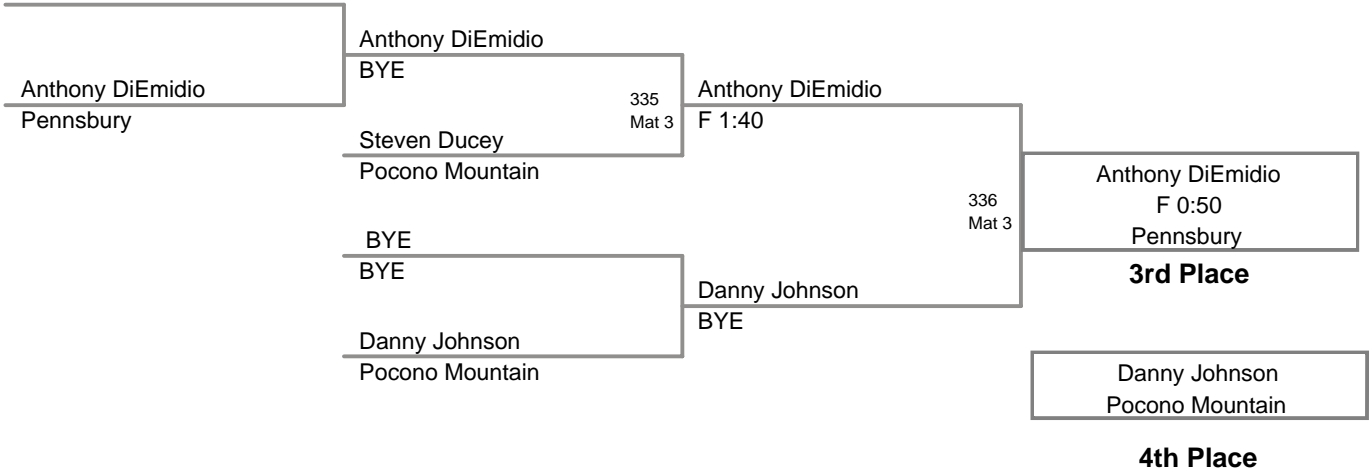 Anthony DiEmidio
BYE
Anthony DiEmidio
Pennsbury
335
Mat 3
Anthony DiEmidio
F 1:40
Steven Ducey
Pocono Mountain
336
Mat 3
Anthony DiEmidio
F 0:50
Pennsbury
3rd Place
BYE
BYE
Danny Johnson
BYE
Danny Johnson
Pocono Mountain
Danny Johnson
Pocono Mountain
4th Place